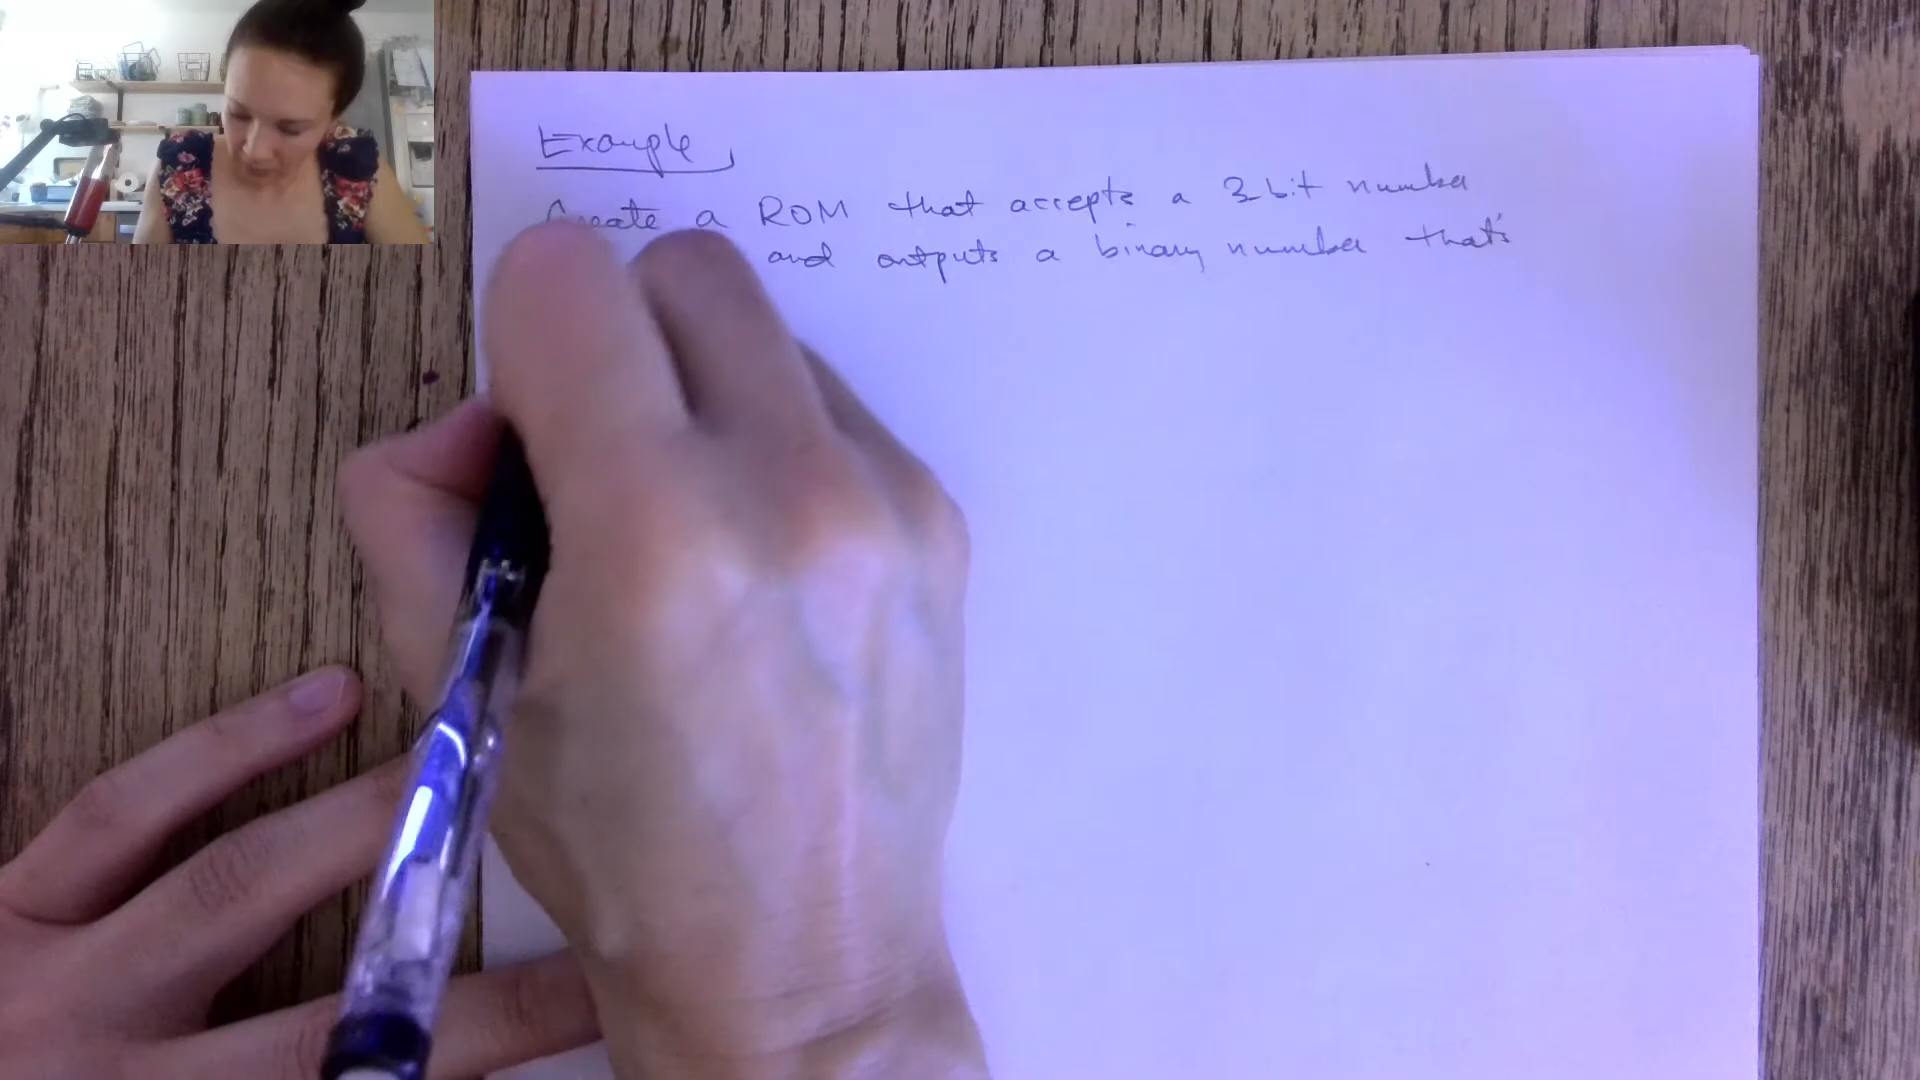 Example
Create a ROM that accepts a 3 bit number
and outputs a binary number that's